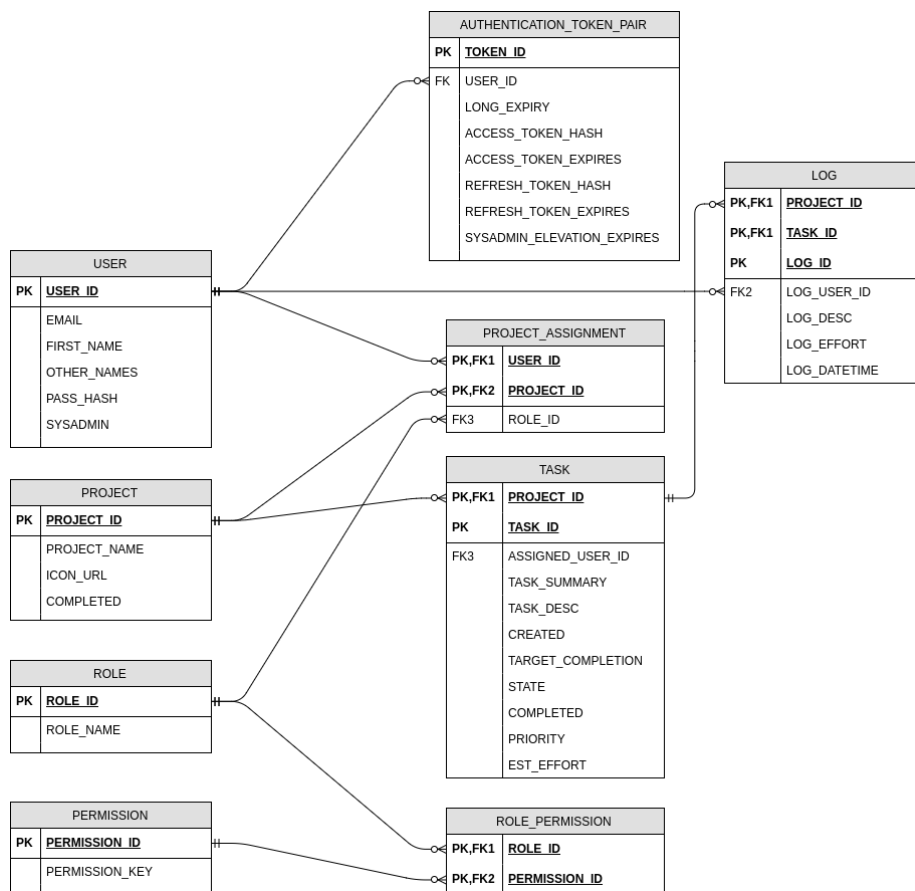 AUTHENTICATION_TOKEN_PAIR
PK TOKEN_ID
FK USER_ID
LONG_EXPIRY
ACCESS_TOKEN_HASH
ACCESS_TOKEN_EXPIRES
REFRESH_TOKEN_HASH
REFRESH_TOKEN_EXPIRES
SYSADMIN_ELEVATION_EXPIRES
LOG
PK,FK1 PROJECT_ID
PK,FK1 TASK_ID
PK LOG_ID
FK2 LOG_USER_ID
LOG_DESC
LOG_EFFORT
LOG_DATETIME
USER
PK USER_ID
EMAIL
FIRST_NAME
OTHER_NAMES
PASS_HASH
SYSADMIN
PROJECT_ASSIGNMENT
PK,FK1 USER_ID
PK,FK2 PROJECT_ID
FK3 ROLE_ID
PROJECT
PK PROJECT_ID
PROJECT_NAME
ICON_URL
COMPLETED
TASK
PK,FK1 PROJECT_ID
PK TASK_ID
FK3 ASSIGNED_USER_ID
TASK_SUMMARY
TASK_DESC
CREATED
TARGET_COMPLETION
STATE
COMPLETED
PRIORITY
EST_EFFORT
ROLE
PK ROLE_ID
ROLE_NAME
PERMISSION
PK PERMISSION_ID
PERMISSION_KEY
ROLE_PERMISSION
PK,FK1 ROLE_ID
PK,FK2 PERMISSION_ID